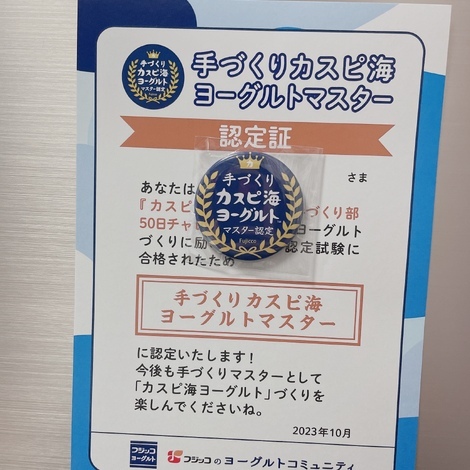 手づくり
カスピ海
ヨーグルト
マスター認定
Fujicco
手づくりカスピ海
ヨーグルトマスター
認定証
さま
あなたは
『カスピ づくり部
50日チャ ヨーグルト
づくりに励 認定試験に
合格されたため
手づくり
カスピ海
ヨーグルト
マスター認定
Fujicco
手づくりカスピ海
ヨーグルトマスター
に認定いたします！
今後も手づくりマスターとして
「カスピ海ヨーグルト」づくりを
楽しんでくださいね。
2023年10月
フジッコ
ヨーグルト
フジッコのヨーグルトコミュニティ